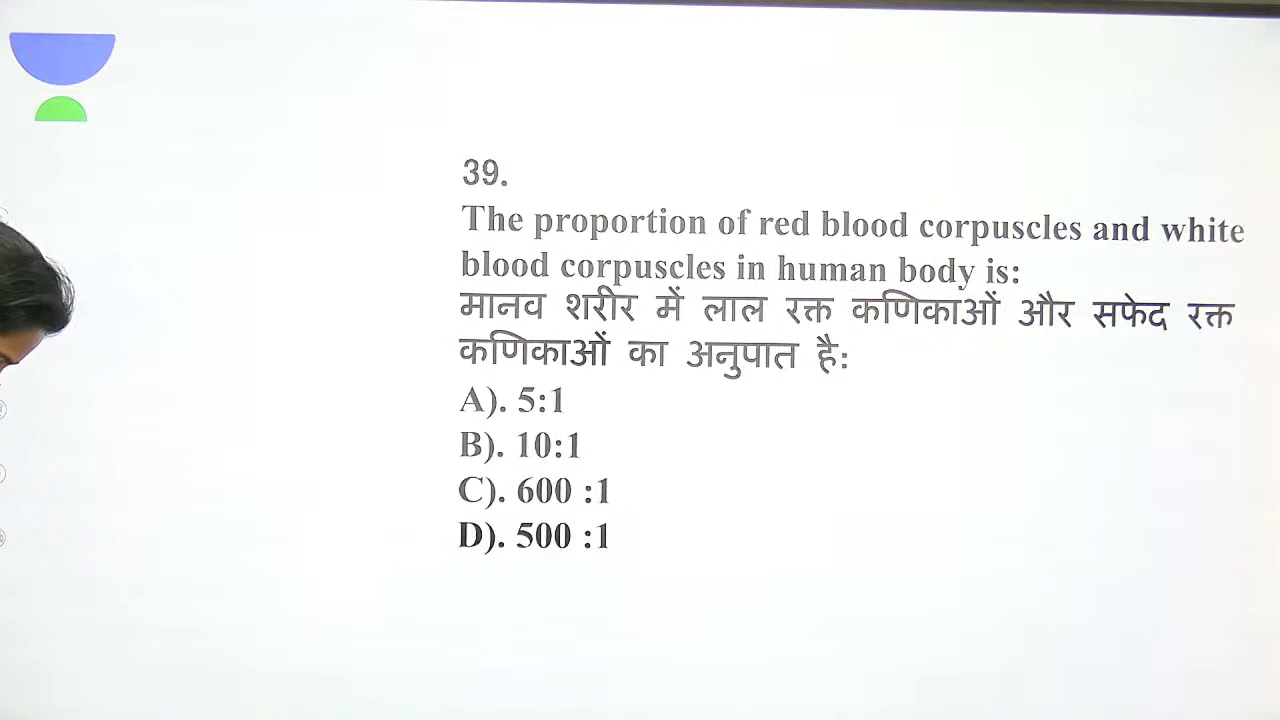 39.
The proportion of red blood corpuscles and white
blood corpuscles in human body is:
मानव शरीर में लाल रक्त कणिकाओं और सफेद रक्त
कणिकाओं का अनुपात है:
A). 5:1
B). 10:1
C). 600 :1
D). 500 :1